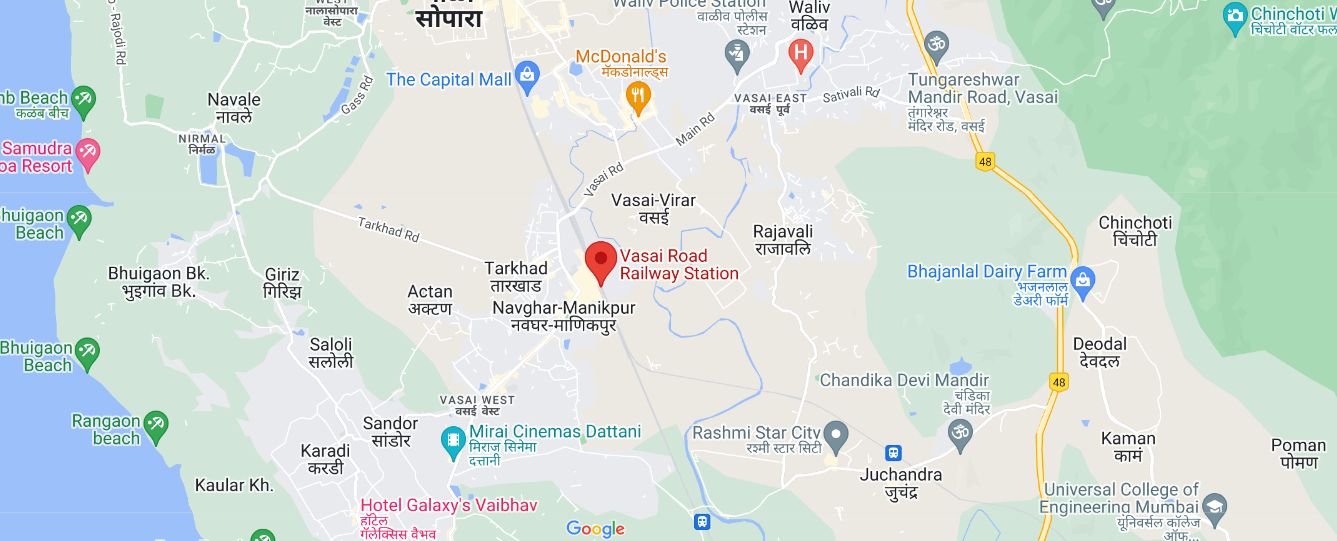 WEST
नालासोपारा
वेस्ट
सोपारा
Rajodi Rd
Gass Rd
The Capital Mall
McDonald's
मॅकडोनाल्ड्स
Waliv Police Station
वाळीव पोलीस
स्टेशन
Waliv
वळिव
VASAI EAST
वसई पूर्व
Sativali Rd
Main Rd
Vasai Rd
Tungareshwar
Mandir Road, Vasai
तुंगारेश्वर
मंदिर रोड, वसई
Chinchoti
चिंचोटी वॉटर
48
Beach
कळंब बीच
Navale
नावले
NIRMAL
निर्मळ
Samudra
Resort
Bhuigaon
Beach
Tarkhad Rd
Vasai-Virar
वसई
Rajavali
राजावलि
Chinchoti
चिंचोटी
Vasai Road
Railway Station
Bhuigaon Bk.
भुइगांव Bk.
Giriz
गिरिझ
Tarkhad
तारखाड
Actan
अक्टण
Navghar-Manikpur
नवघर-माणिकपुर
Bhajanlal Dairy Farm
भजनलाल
डेअरी फॉर्म
Bhuigaon
Beach
Saloli
सलोली
Deodal
देवदल
Chandika Devi Mandir
चंडिका
देवी मंदिर
48
VASAI WEST
वसई वेस्ट
Rangaon
beach
Sandor
सांडोर
Mirai Cinemas Dattani
मिराज सिनेमा
दत्तानी
Rashmi Star City
रश्मी स्टार सिटी
Karadi
करडी
Kaman
कामं
Poman
पोमण
Juchandra
जुचंद्र
Kaular Kh.
Hotel Galaxy's Vaibhav
हॉटेल
गॅलेक्सिस वैभव
Google
Universal College of
Engineering Mumbai
यूनिवर्सल कॉलेज
ऑफ...